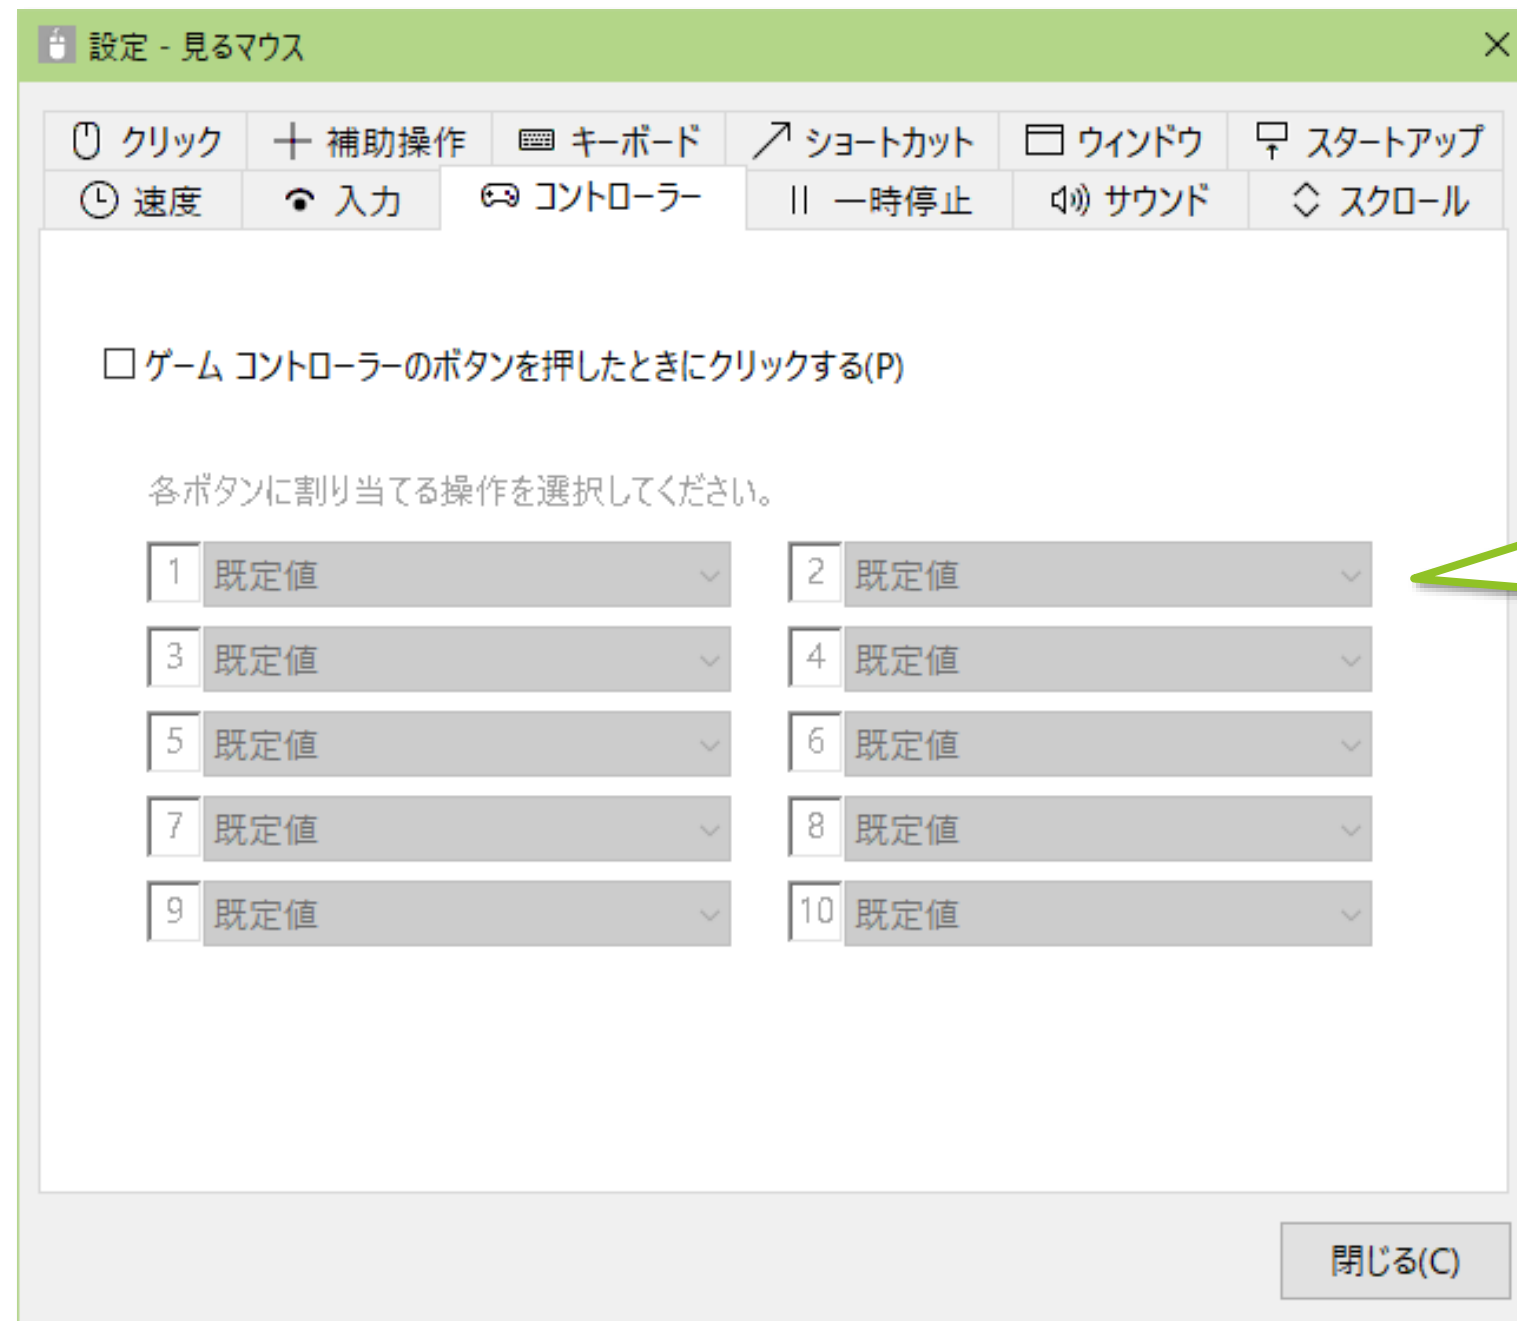 設定 - 見るマウス
クリック 補助操作 キーボード ショートカット ウィンドウ スタートアップ
速度 入力 コントローラー 一時停止 サウンド スクロール
ゲーム コントローラーのボタンを押したときにクリックする(P)
各ボタンに割り当てる操作を選択してください。
1 既定値 2 既定値
3 既定値 4 既定値
5 既定値 6 既定値
7 既定値 8 既定値
9 既定値 10 既定値
閉じる(C)